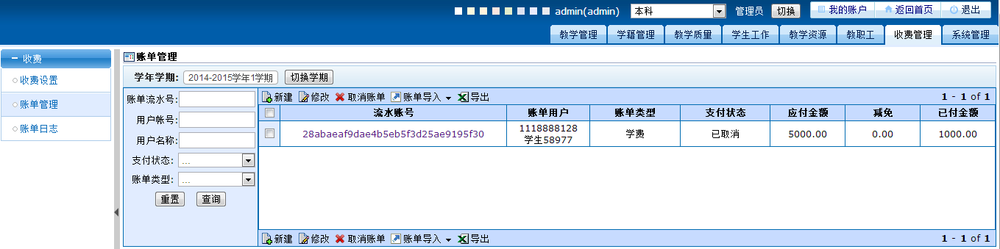 admin(admin) 本科 管理员 切换 我的账户 返回首页 退出
教学管理 学籍管理 教学质量 学生工作 教学资源 教职工 收费管理 系统管理
收费
收费设置
账单管理
账单日志
账单管理
学年学期: 2014-2015学年1学期 切换学期
账单流水号:
用户帐号:
用户名称:
支付状态: ...
账单类型: ...
重置 查询
新建 修改 取消账单 账单导入 导出 1 - 1 of 1
流水账号 账单用户 账单类型 支付状态 应付金额 减免 已付金额
28abaeaf9dae4b5eb5f3d25ae9195f30 1118888128 学生58977 学费 已取消 5000.00 0.00 1000.00
新建 修改 取消账单 账单导入 导出 1 - 1 of 1